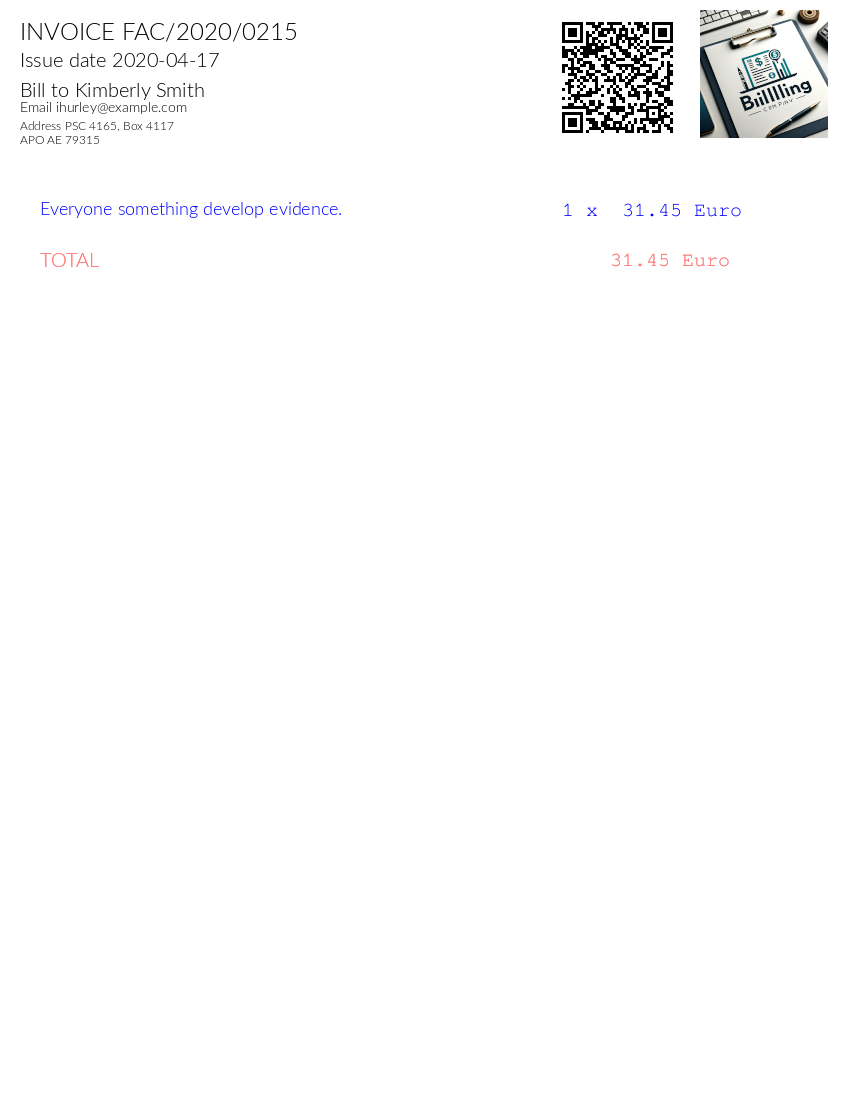 INVOICE FAC/2020/0215
Issue date 2020-04-17
Bill to Kimberly Smith
Email ihurley@example.com
Address PSC 4165, Box 4117
APO AE 79315
Biillling
COMPANY
Everyone something develop evidence. 1 x 31.45 Euro
TOTAL 31.45 Euro